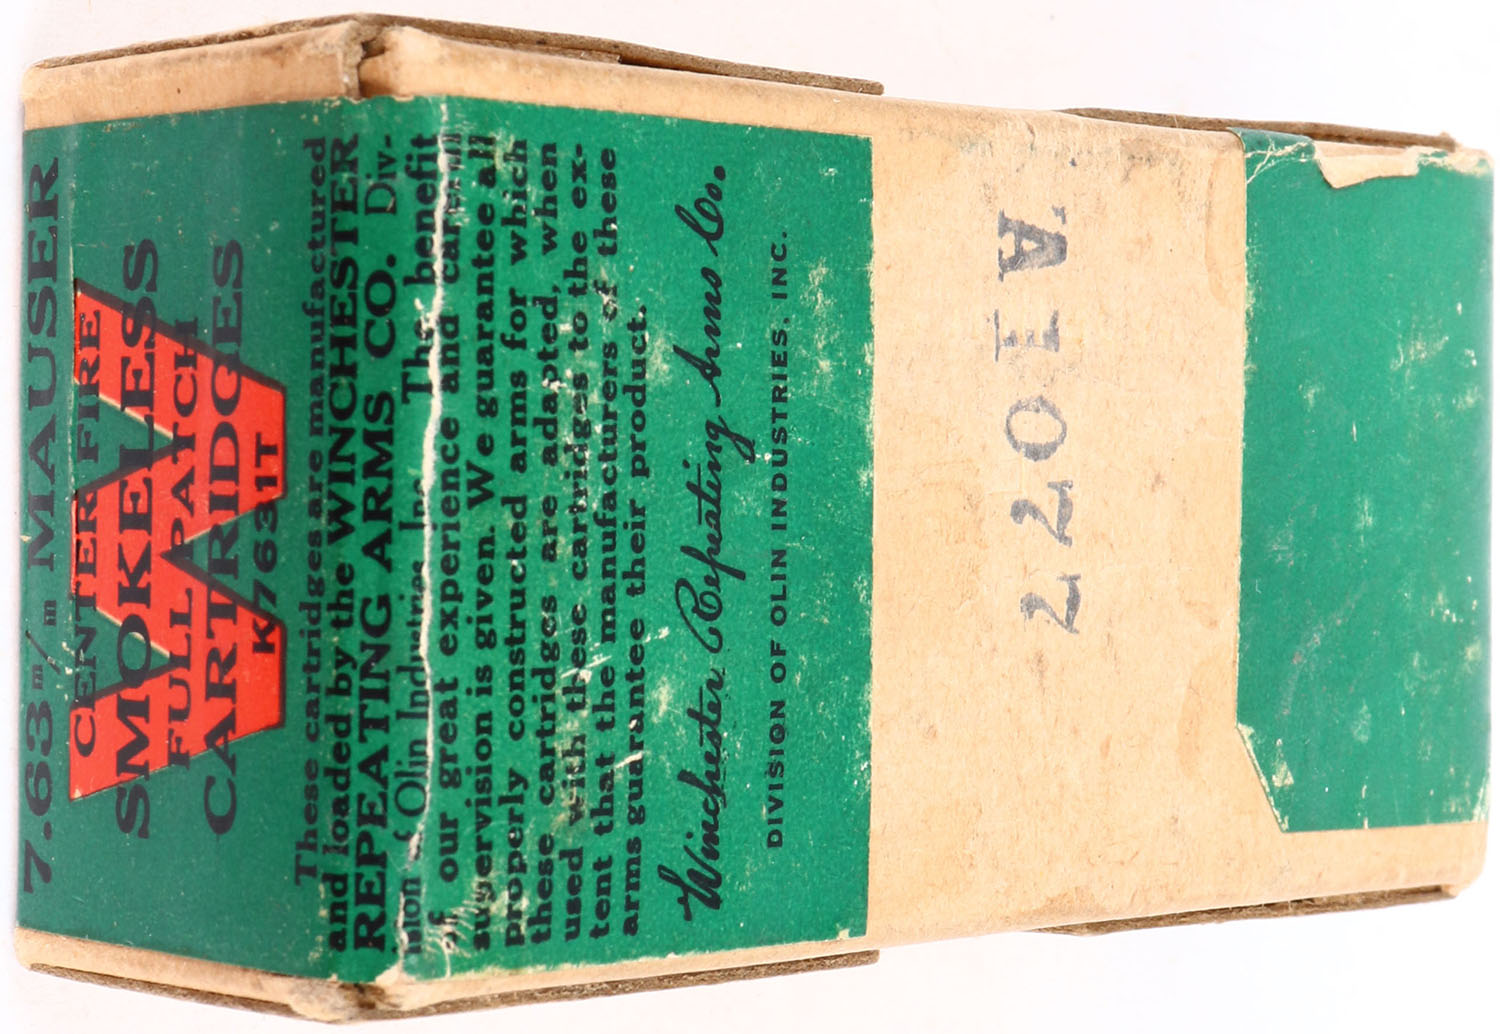 7.63 m/m MAUSER
CENTER FIRE
SMOKELESS
FULL PATCH
CARTRIDGES
K7631T
These cartridges are manufactured
and loaded by the WINCHESTER
REPEATING ARMS CO. Div-
ision of Olin Industries, Inc. The benefit
of our great experience and careful
supervision is given. We guarantee all
properly constructed arms for which
these cartridges are adapted, when
used with these cartridges to the ex-
tent that the manufacturers of these
arms guarantee their product.
Winchester Repeating Arms Co.
DIVISION OF OLIN INDUSTRIES, INC.